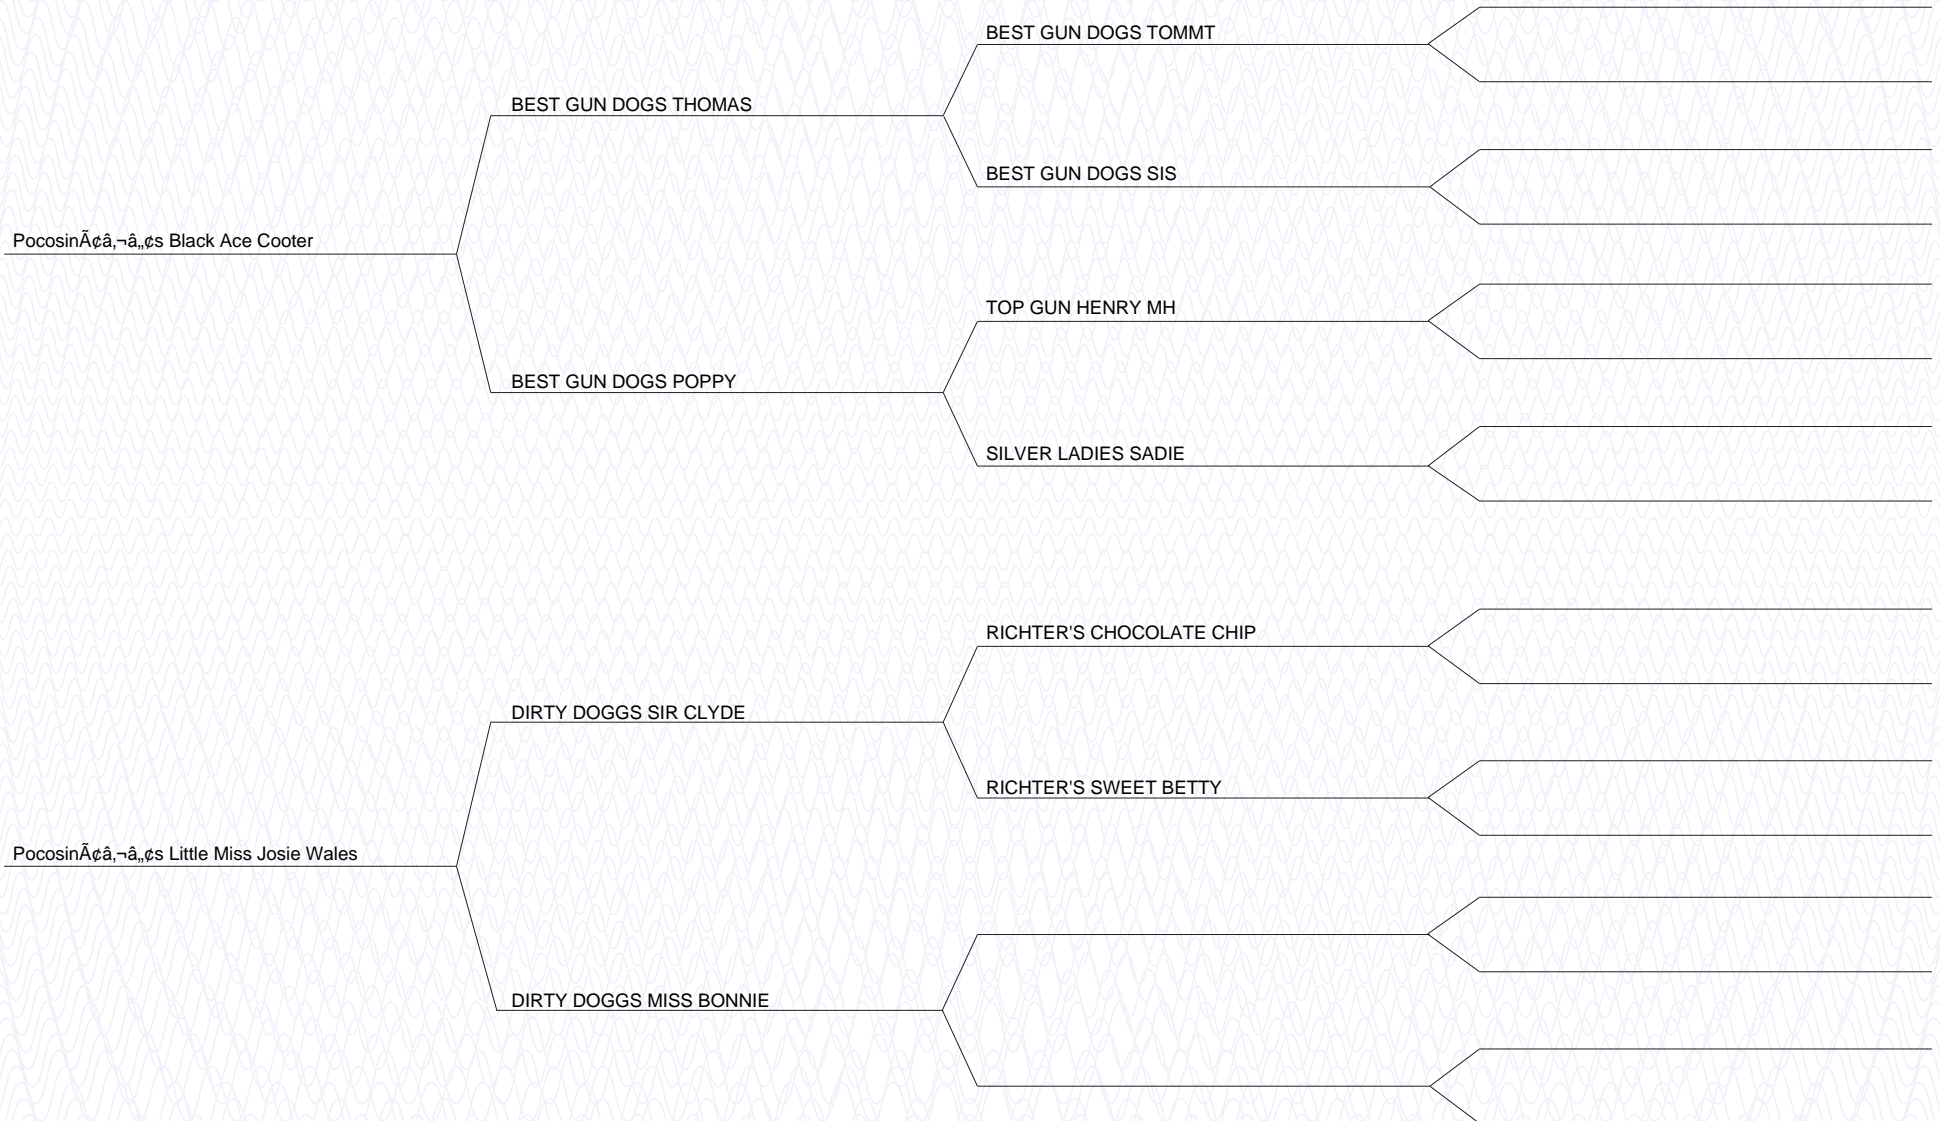 BEST GUN DOGS TOMMT
BEST GUN DOGS THOMAS
BEST GUN DOGS SIS
PocosinÃ¢â‚¬â„¢s Black Ace Cooter
TOP GUN HENRY MH
BEST GUN DOGS POPPY
SILVER LADIES SADIE
RICHTER'S CHOCOLATE CHIP
DIRTY DOGGS SIR CLYDE
RICHTER'S SWEET BETTY
PocosinÃ¢â‚¬â„¢s Little Miss Josie Wales
DIRTY DOGGS MISS BONNIE